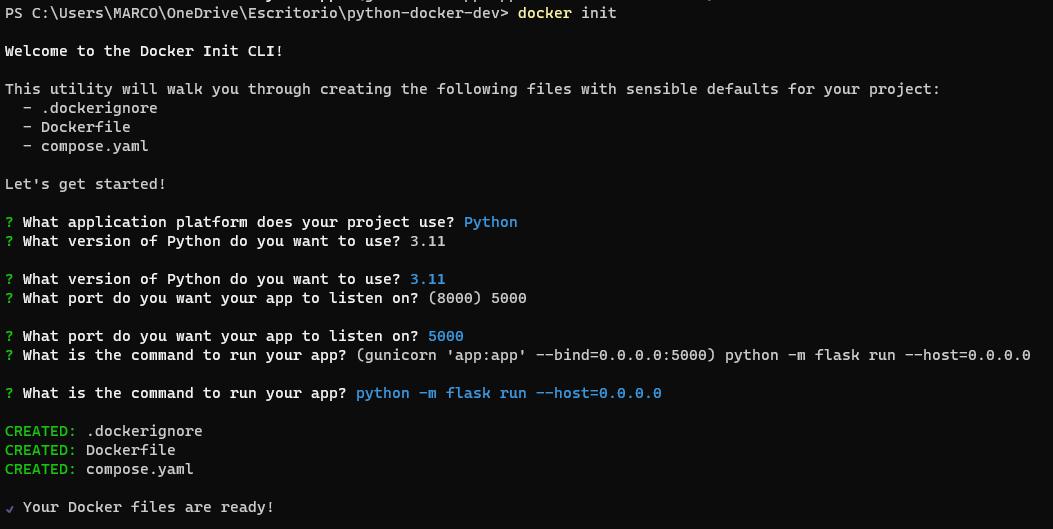 PS C:\Users\MARCO\OneDrive\Escritorio\python-docker-dev> docker init
Welcome to the Docker Init CLI!
This utility will walk you through creating the following files with sensible defaults for your project:
- .dockerignore
- Dockerfile
- compose.yaml
Let's get started!
? What application platform does your project use? Python
? What version of Python do you want to use? 3.11
? What version of Python do you want to use? 3.11
? What port do you want your app to listen on? (8000) 5000
? What port do you want your app to listen on? 5000
? What is the command to run your app? (gunicorn 'app:app' --bind=0.0.0.0:5000) python -m flask run --host=0.0.0.0
? What is the command to run your app? python -m flask run --host=0.0.0.0
CREATED: .dockerignore
CREATED: Dockerfile
CREATED: compose.yaml
✔ Your Docker files are ready!